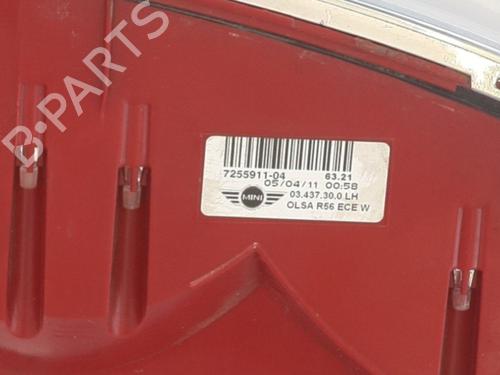 B-PARTS
7255911-04 63.21
05/04/11 00:58
MINI
03.437.30.0 LH
OLSA R56 ECE W